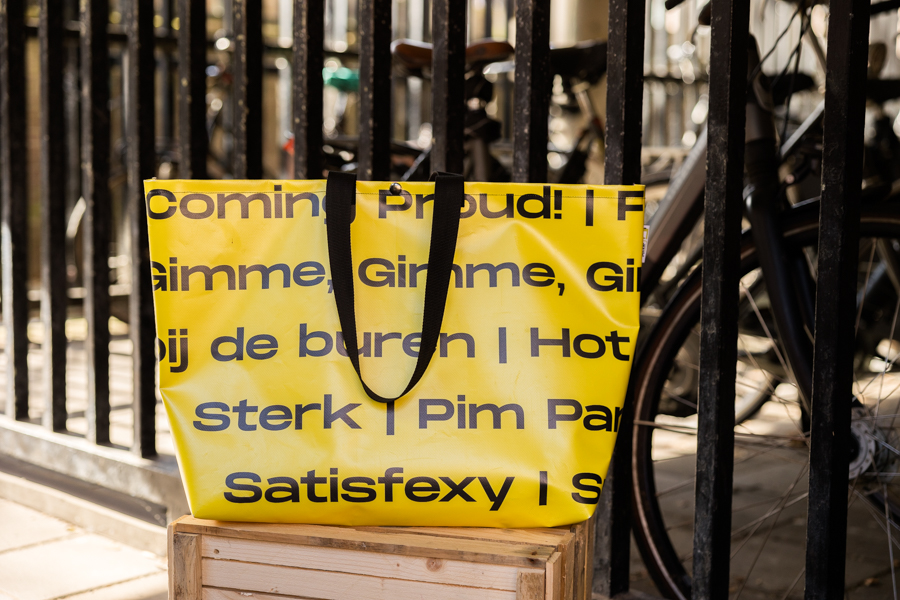 Coming Proud! | F
Gimme, Gimme, Gi
bij de buren | Hot
Sterk | Pim Par
Satisfexy | S